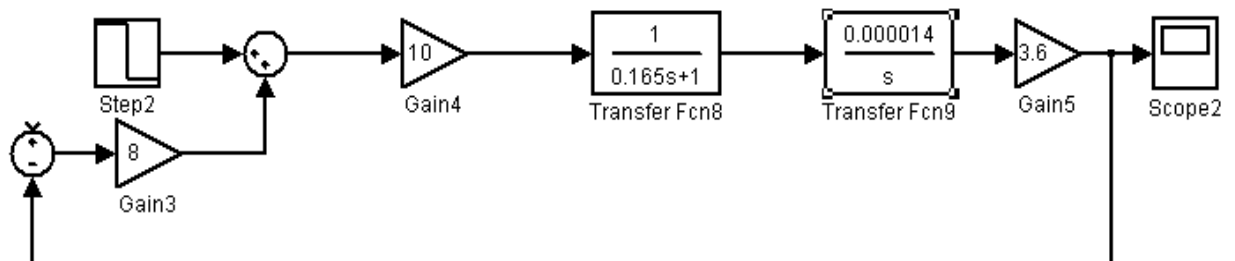 Step2
10
Gain4
1
0.165s+1
Transfer Fcn8
0.000014
s
Transfer Fcn9
3.6
Gain5
Scope2
8
Gain3